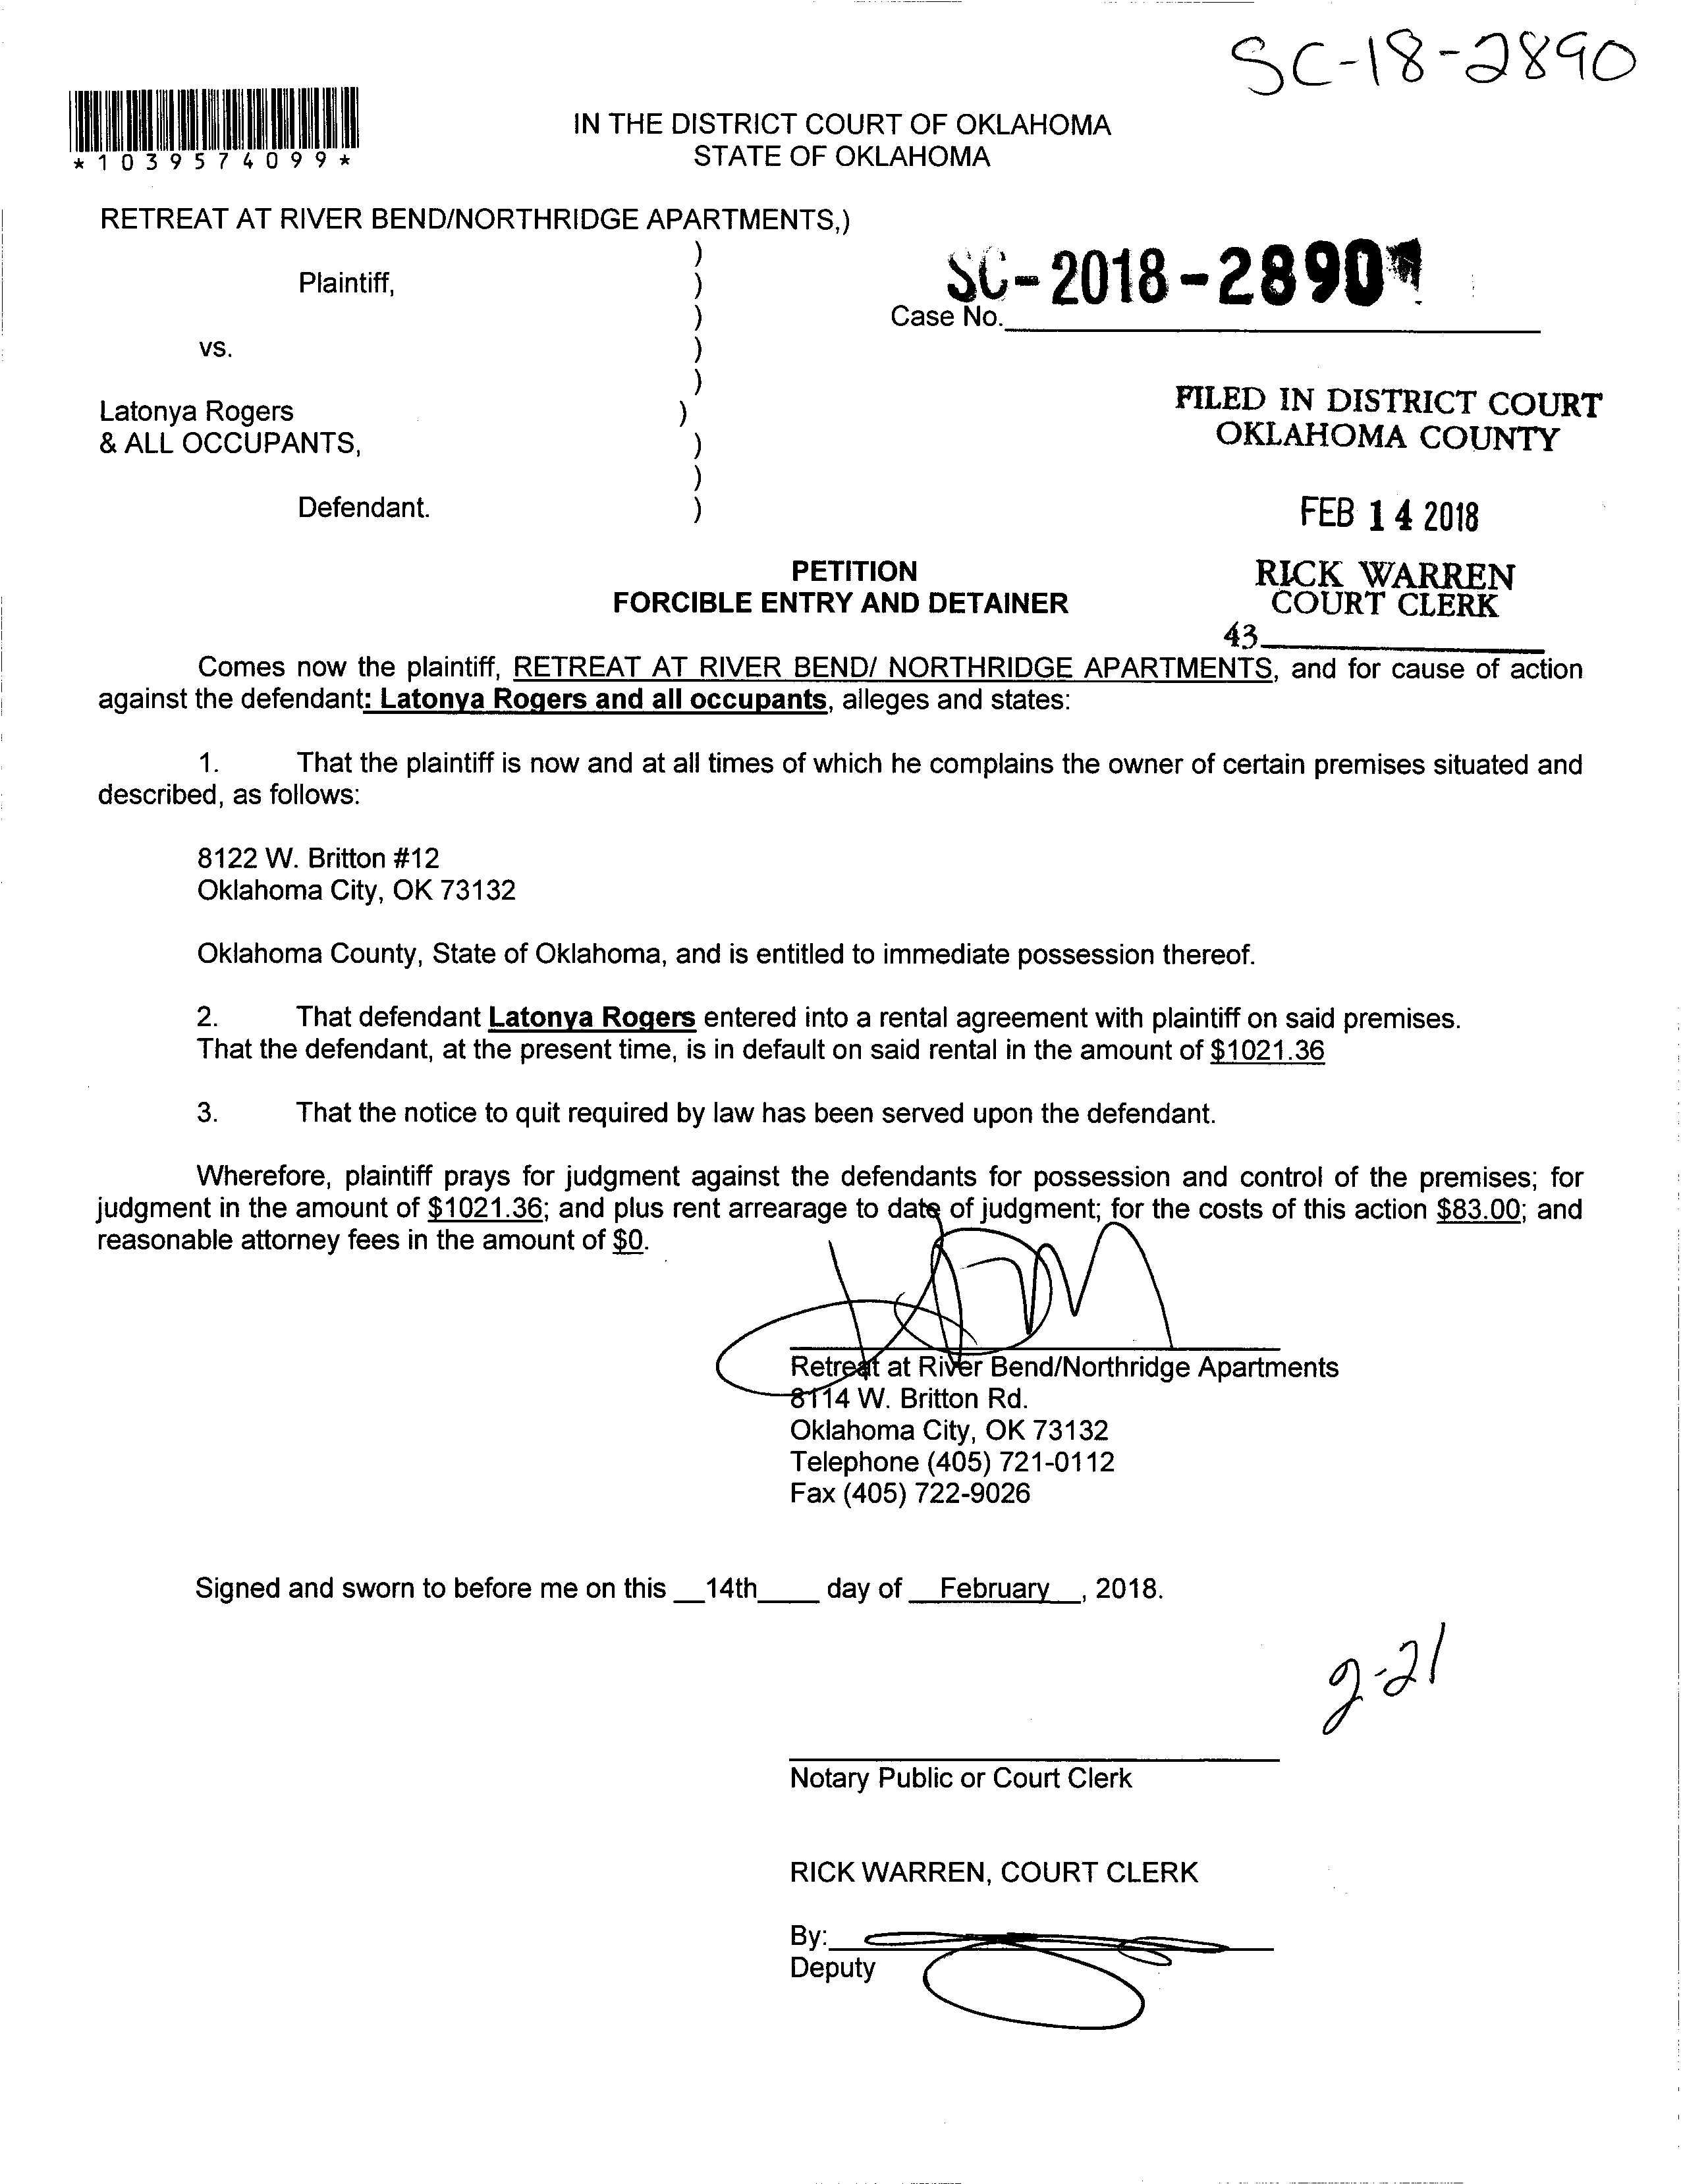 SC-18-2890
*1039574099*
IN THE DISTRICT COURT OF OKLAHOMA
STATE OF OKLAHOMA
RETREAT AT RIVER BEND/NORTHRIDGE APARTMENTS,)
)
Plaintiff, )
SC-2018-2890
) Case No.
vs. )
)
Latonya Rogers )
& ALL OCCUPANTS, )
)
Defendant. )
FILED IN DISTRICT COURT
OKLAHOMA COUNTY
FEB 14 2018
RICK WARREN
COURT CLERK
43
PETITION
FORCIBLE ENTRY AND DETAINER
Comes now the plaintiff, RETREAT AT RIVER BEND/ NORTHRIDGE APARTMENTS, and for cause of action
against the defendant: Latonya Rogers and all occupants, alleges and states:
1. That the plaintiff is now and at all times of which he complains the owner of certain premises situated and
described, as follows:
8122 W. Britton #12
Oklahoma City, OK 73132
Oklahoma County, State of Oklahoma, and is entitled to immediate possession thereof.
2. That defendant Latonya Rogers entered into a rental agreement with plaintiff on said premises.
That the defendant, at the present time, is in default on said rental in the amount of $1021.36
3. That the notice to quit required by law has been served upon the defendant.
Wherefore, plaintiff prays for judgment against the defendants for possession and control of the premises; for
judgment in the amount of $1021.36; and plus rent arrearage to date of judgment; for the costs of this action $83.00; and
reasonable attorney fees in the amount of $0.
Retreat at River Bend/Northridge Apartments
8114 W. Britton Rd.
Oklahoma City, OK 73132
Telephone (405) 721-0112
Fax (405) 722-9026
Signed and sworn to before me on this __14th____ day of __February__, 2018.
2-21
Notary Public or Court Clerk
RICK WARREN, COURT CLERK
By:
Deputy